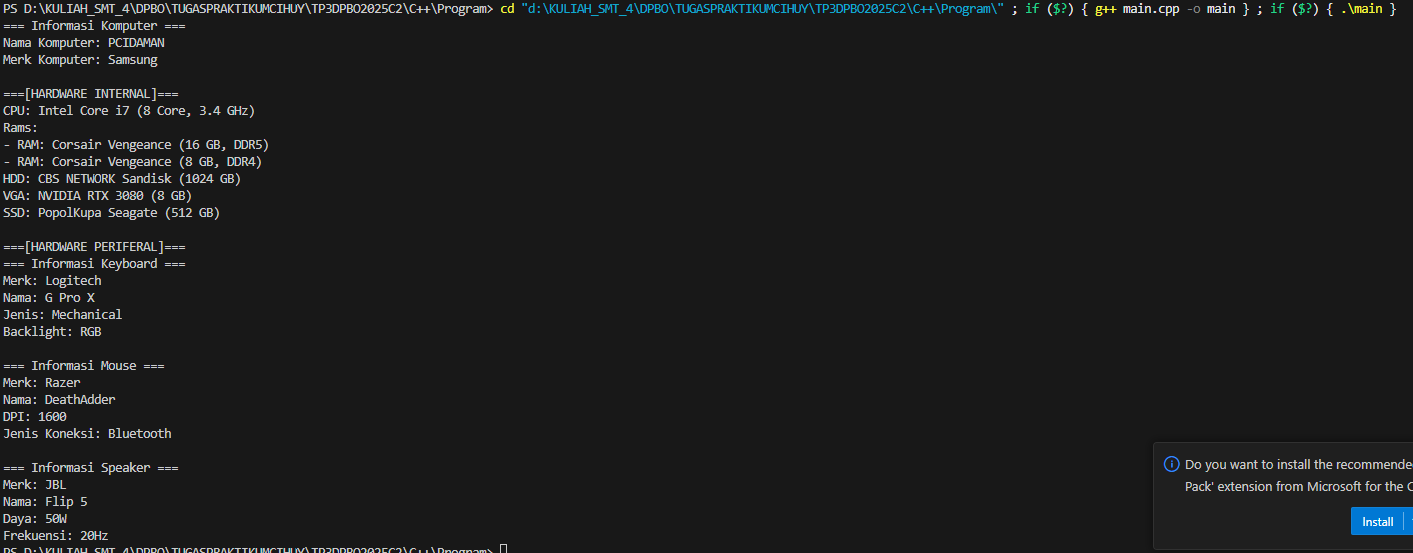 PS D:\KULIAH_SMT_4\DPBO\TUGASPRAKTIKUMCIHUY\TP3DPBO2025C2\C++\Program> cd "d:\KULIAH_SMT_4\DPBO\TUGASPRAKTIKUMCIHUY\TP3DPBO2025C2\C++\Program\" ; if ($?) { g++ main.cpp -o main } ; if ($?) { .\main }
=== Informasi Komputer ===
Nama Komputer: PCIDAMAN
Merk Komputer: Samsung

===[HARDWARE INTERNAL]===
CPU: Intel Core i7 (8 Core, 3.4 GHz)
Rams:
- RAM: Corsair Vengeance (16 GB, DDR5)
- RAM: Corsair Vengeance (8 GB, DDR4)
HDD: CBS NETWORK Sandisk (1024 GB)
VGA: NVIDIA RTX 3080 (8 GB)
SSD: PopolKupa Seagate (512 GB)

===[HARDWARE PERIFERAL]===
=== Informasi Keyboard ===
Merk: Logitech
Nama: G Pro X
Jenis: Mechanical
Backlight: RGB

=== Informasi Mouse ===
Merk: Razer
Nama: DeathAdder
DPI: 1600
Jenis Koneksi: Bluetooth

=== Informasi Speaker ===
Merk: JBL
Nama: Flip 5
Daya: 50W
Frekuensi: 20Hz
PS D:\KULIAH_SMT_4\DPBO\TUGASPRAKTIKUMCIHUY\TP3DPBO2025C2\C++\Program>
Do you want to install the recommende
Pack' extension from Microsoft for the C
Install